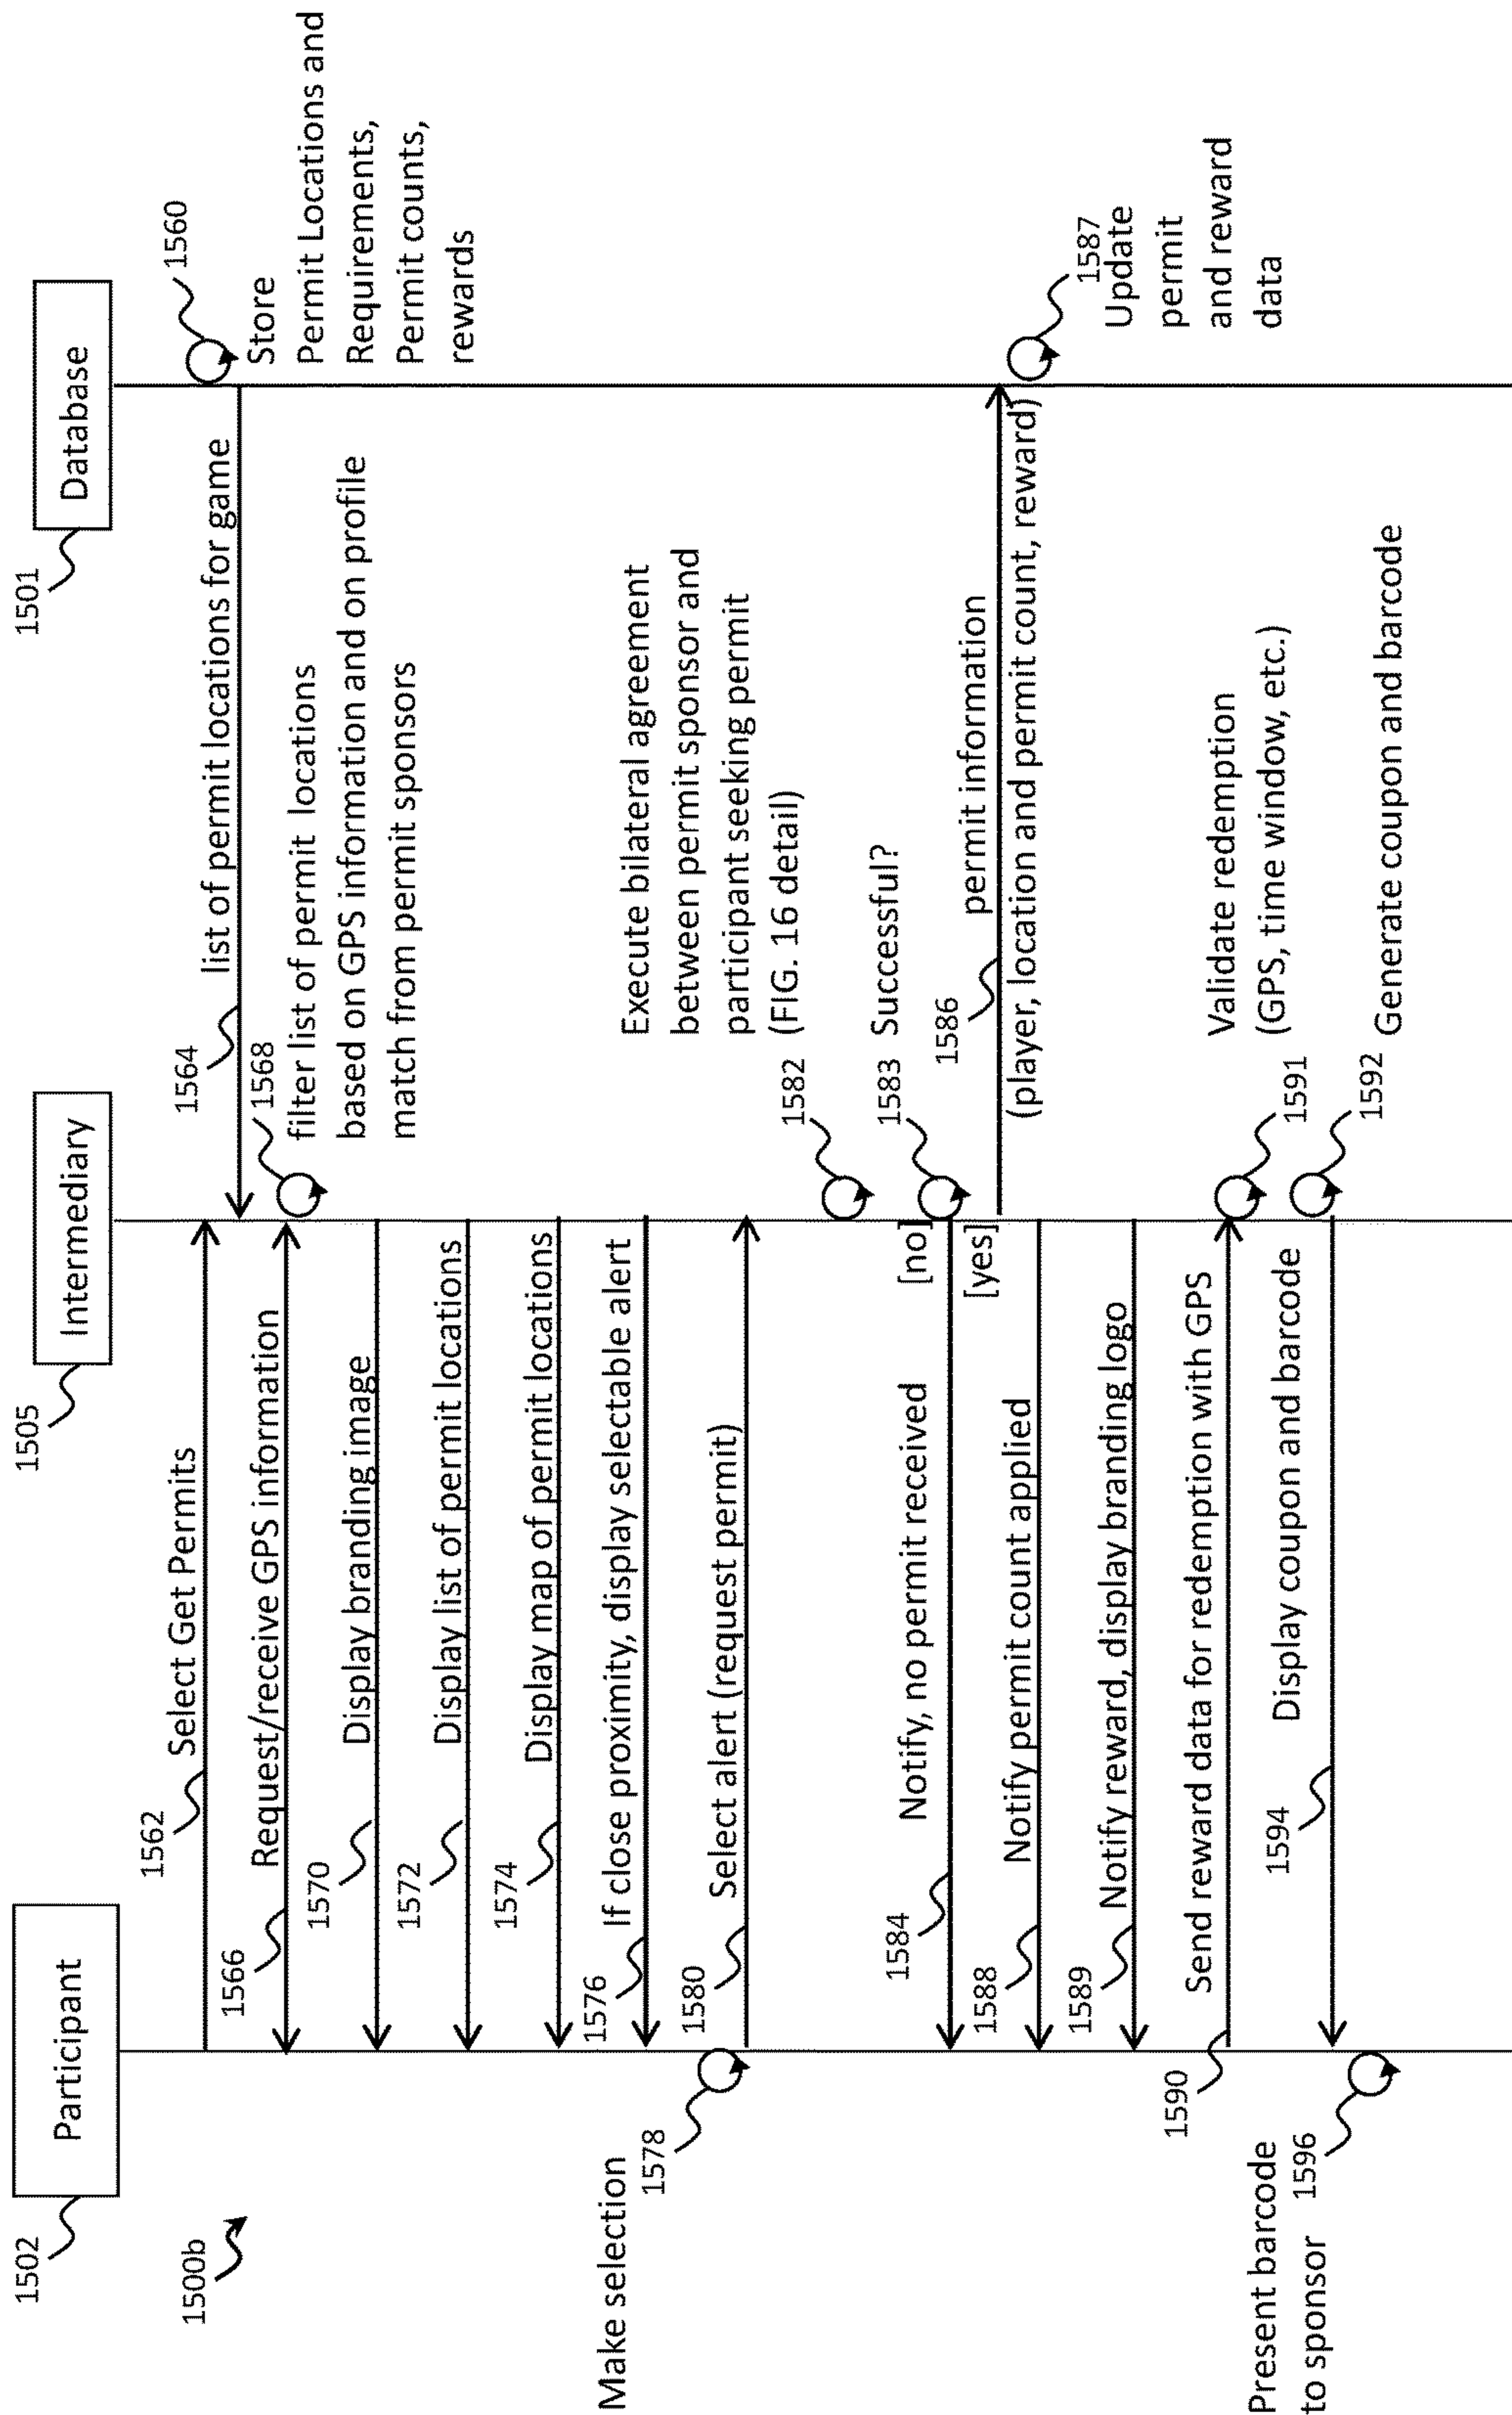 1502
Participant
1505
Intermediary
1501
Database
1500b
1562
Select Get Permits
1560
Store
Permit Locations and
Requirements,
Permit counts,
rewards
1564
list of permit locations for game
1566
Request/receive GPS information
1568
filter list of permit locations
based on GPS information and on profile
match from permit sponsors
1570
Display branding image
1572
Display list of permit locations
1574
Display map of permit locations
1576
If close proximity, display selectable alert
Make selection
1578
1580
Select alert (request permit)
Execute bilateral agreement
between permit sponsor and
participant seeking permit
(FIG. 16 detail)
1582
1583
Successful?
[no]
1584
Notify, no permit received
[yes]
1586
permit information
(player, location and permit count, reward)
1587
Update
permit
and reward
data
1588
Notify permit count applied
1589
Notify reward, display branding logo
1590
Send reward data for redemption with GPS
Validate redemption
(GPS, time window, etc.)
1591
1592
Generate coupon and barcode
1594
Display coupon and barcode
Present barcode
to sponsor
1596